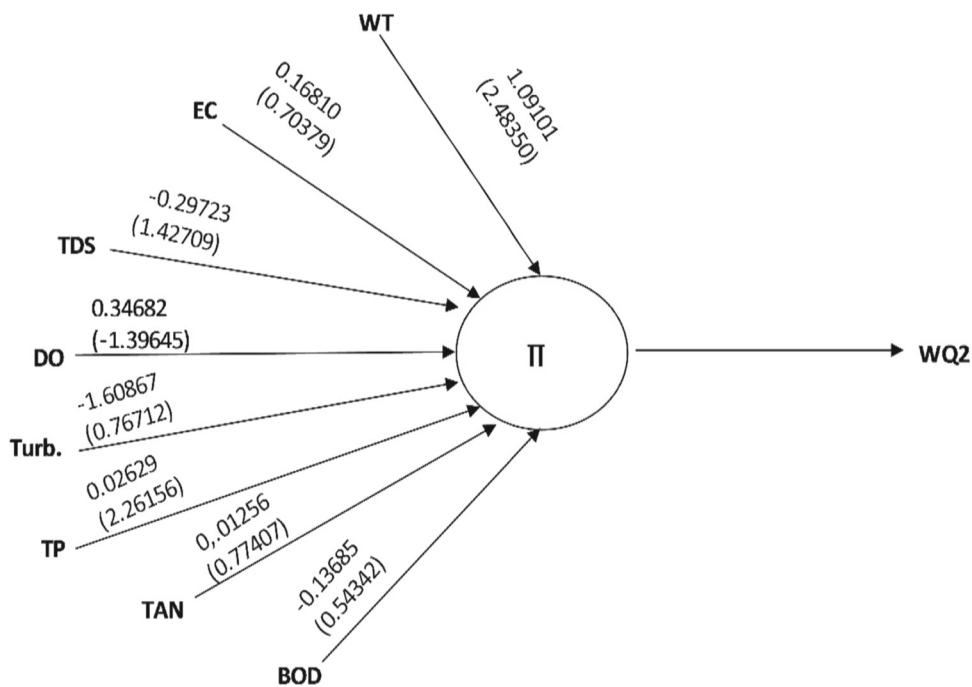 WT
1.09101
(2.48350)
EC
0.16810
(0.70379)
TDS
-0.29723
(1.42709)
DO
0.34682
(-1.39645)
Turb.
-1.60867
(0.76712)
TP
0.02629
(2.26156)
TAN
0,.01256
(0.77407)
BOD
-0.13685
(0.54342)
Π
WQ2